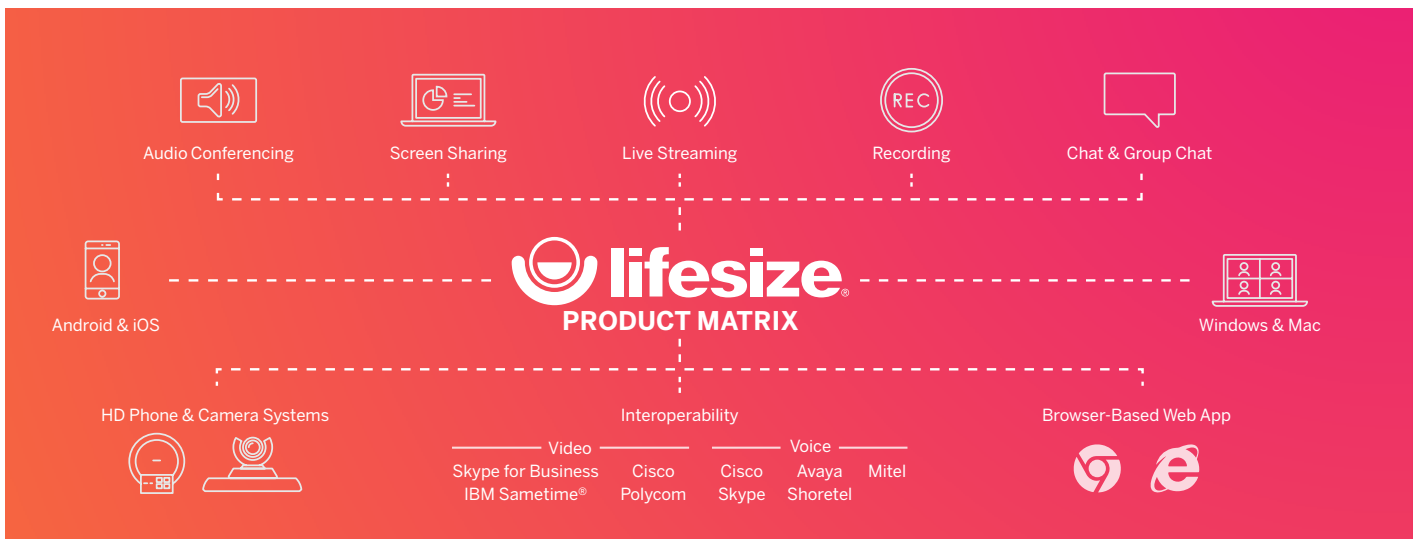 REC
Audio Conferencing
Screen Sharing
Live Streaming
Recording
Chat & Group Chat
lifesize®
PRODUCT MATRIX
Android & iOS
Windows & Mac
HD Phone & Camera Systems
Interoperability
Browser-Based Web App
Video
Voice
Skype for Business
Cisco
Cisco
Avaya
Mitel
IBM Sametime®
Polycom
Skype
Shoretel